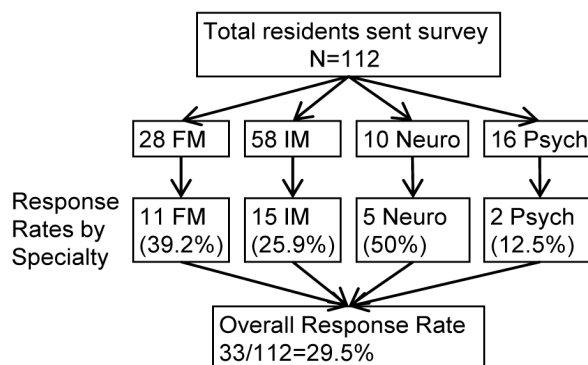 Total residents sent survey
N=112
28 FM
58 IM
10 Neuro
16 Psych
Response
Rates by
Specialty
11 FM
(39.2%)
15 IM
(25.9%)
5 Neuro
(50%)
2 Psych
(12.5%)
Overall Response Rate
33/112=29.5%